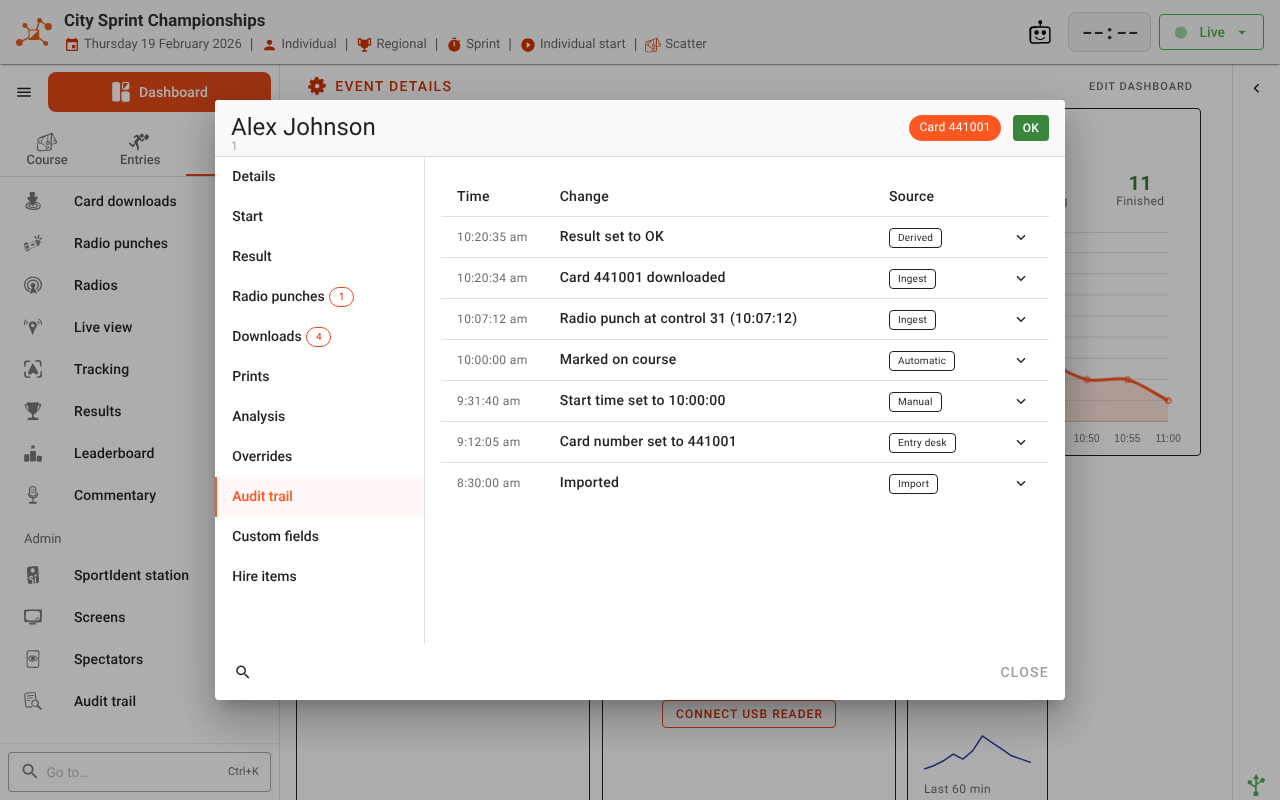 City Sprint Championships
Thursday 19 February 2026 | Individual | Regional | Sprint | Individual start | Scatter
--:--
Live
Dashboard
EVENT DETAILS
EDIT DASHBOARD
Course
Entries
Card downloads
Radio punches
Radios
Live view
Tracking
Results
Leaderboard
Commentary
Admin
SportIdent station
Screens
Spectators
Audit trail
Go to...
Ctrl+K
Alex Johnson
1
Card 441001
OK
Details
Start
Result
Radio punches 1
Downloads 4
Prints
Analysis
Overrides
Audit trail
Custom fields
Hire items
Time Change Source
10:20:35 am Result set to OK Derived
10:20:34 am Card 441001 downloaded Ingest
10:07:12 am Radio punch at control 31 (10:07:12) Ingest
10:00:00 am Marked on course Automatic
9:31:40 am Start time set to 10:00:00 Manual
9:12:05 am Card number set to 441001 Entry desk
8:30:00 am Imported Import
CLOSE
11
Finished
10:50 10:55 11:00
CONNECT USB READER
Last 60 min